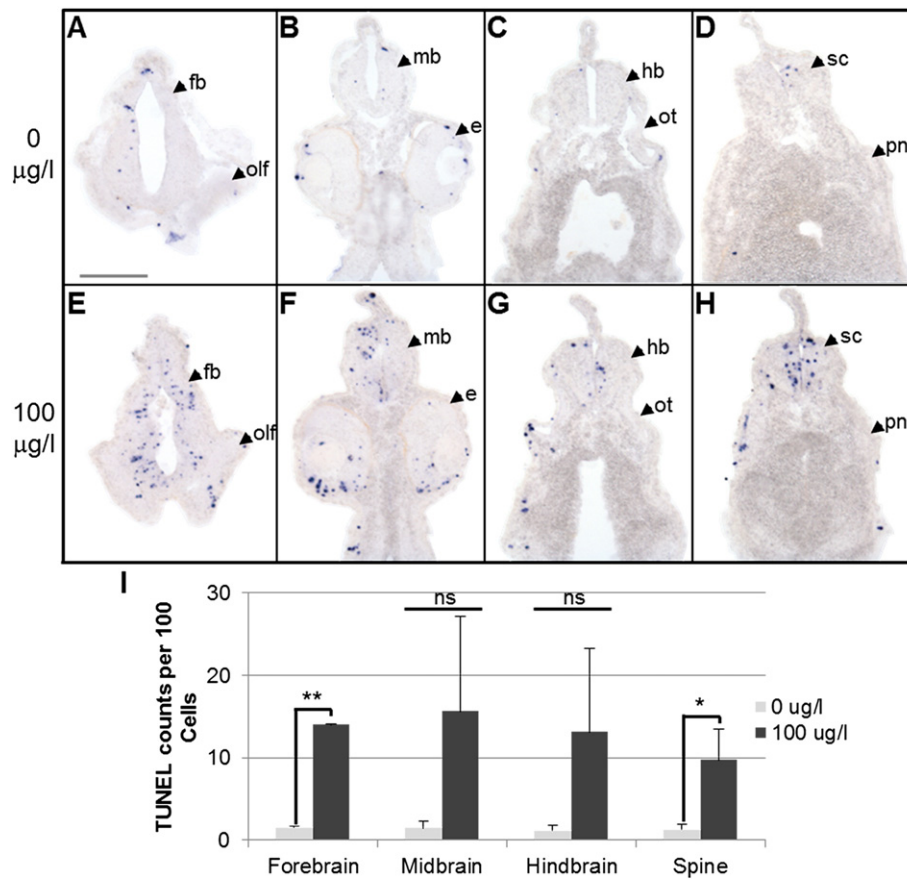 A
fb
olf
B
mb
e
C
hb
ot
D
sc
pn
0
μg/l
E
fb
olf
F
mb
e
G
hb
ot
H
sc
pn
100
μg/l
I
TUNEL counts per 100
Cells
30
20
10
0
**
ns
ns
*
0 ug/l
100 ug/l
Forebrain
Midbrain
Hindbrain
Spine